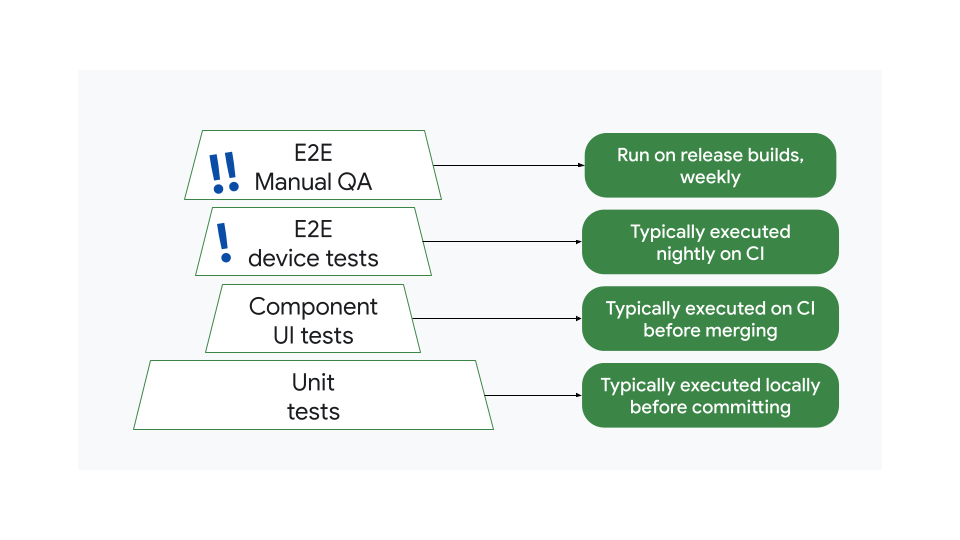 !!
E2E
Manual QA
Run on release builds,
weekly
!
E2E
device tests
Typically executed
nightly on CI
Component
UI tests
Typically executed on CI
before merging
Unit
tests
Typically executed locally
before committing